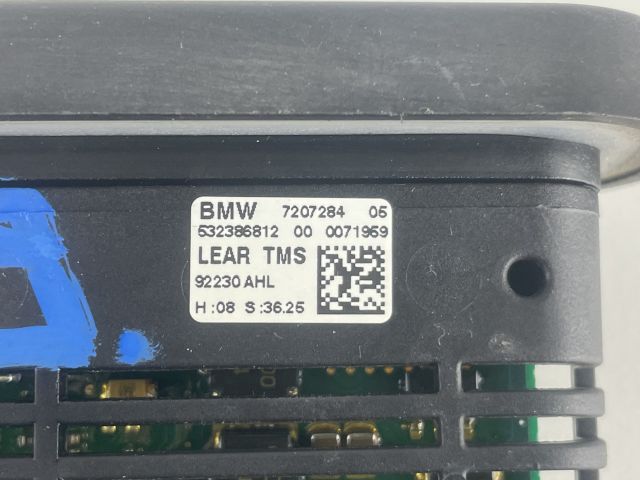 BMW 7207284 05
532386812 00 0071959
LEAR TMS
92230 AHL
H :08 S :36.25